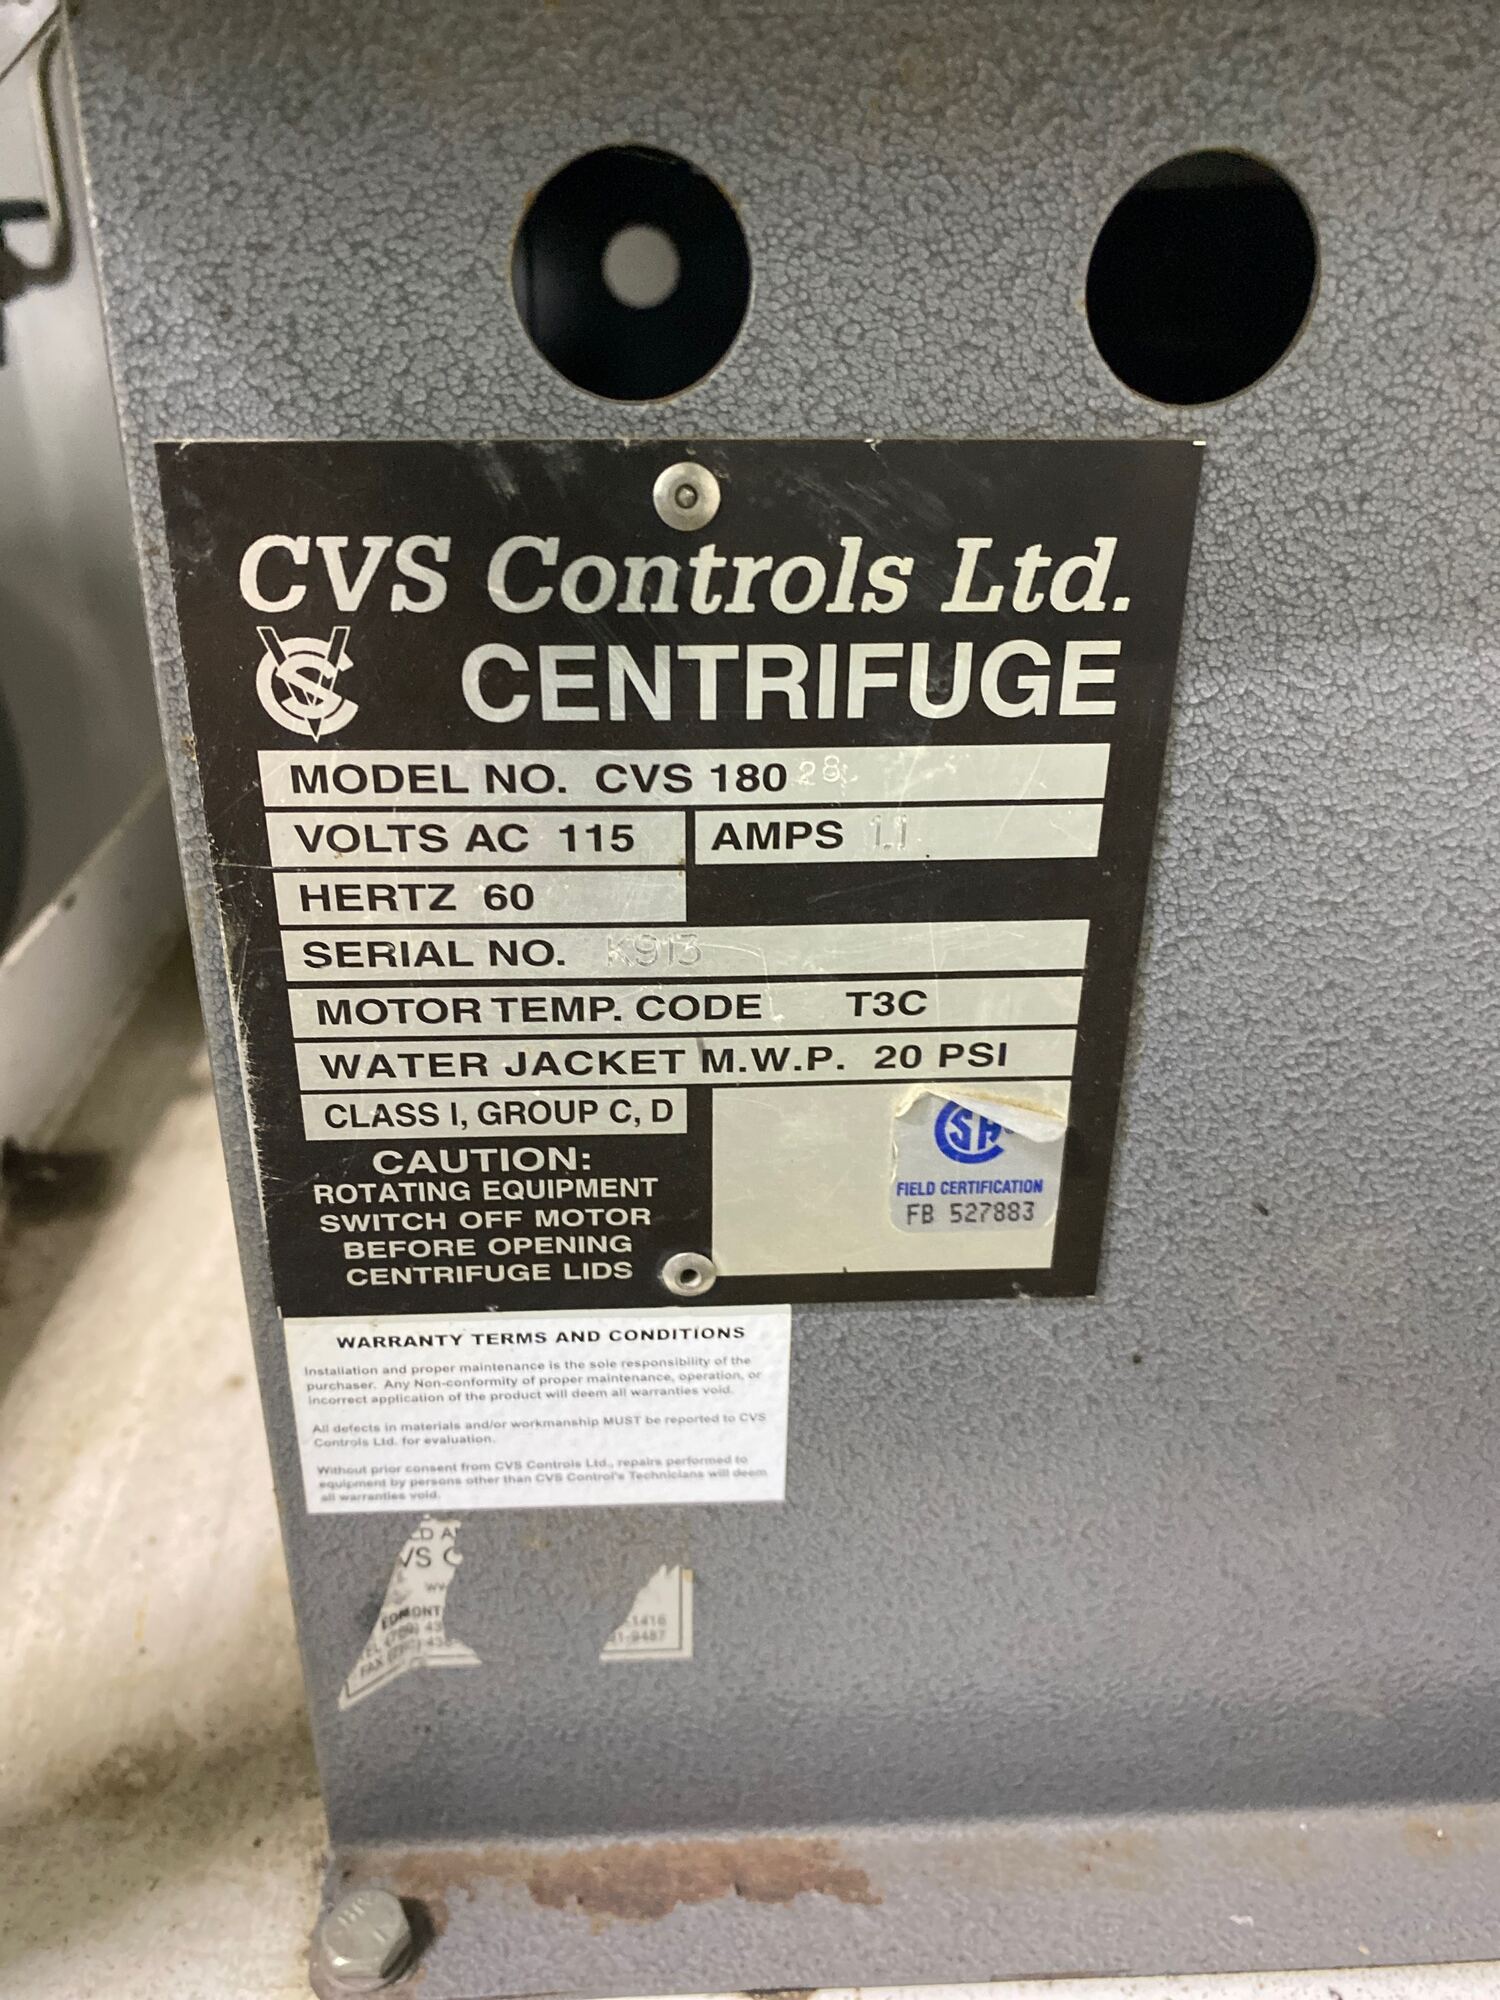 CVS Controls Ltd.
CENTRIFUGE
MODEL NO. CVS 180 28
VOLTS AC 115 AMPS 1.1
HERTZ 60
SERIAL NO. K913
MOTOR TEMP. CODE T3C
WATER JACKET M.W.P. 20 PSI
CLASS I, GROUP C, D
CAUTION:
ROTATING EQUIPMENT
SWITCH OFF MOTOR
BEFORE OPENING
CENTRIFUGE LIDS
FIELD CERTIFICATION
FB 527883
WARRANTY TERMS AND CONDITIONS
Installation and proper maintenance is the sole responsibility of the
purchaser. Any Non-conformity of proper maintenance, operation, or
incorrect application of the product will deem all warranties void.
All defects in materials and/or workmanship MUST be reported to CVS
Controls Ltd. for evaluation.
Without prior consent from CVS Controls Ltd., repairs performed to
equipment by persons other than CVS Control's Technicians will deem
all warranties void.
VS C
EDMONT
-1416
1-9487